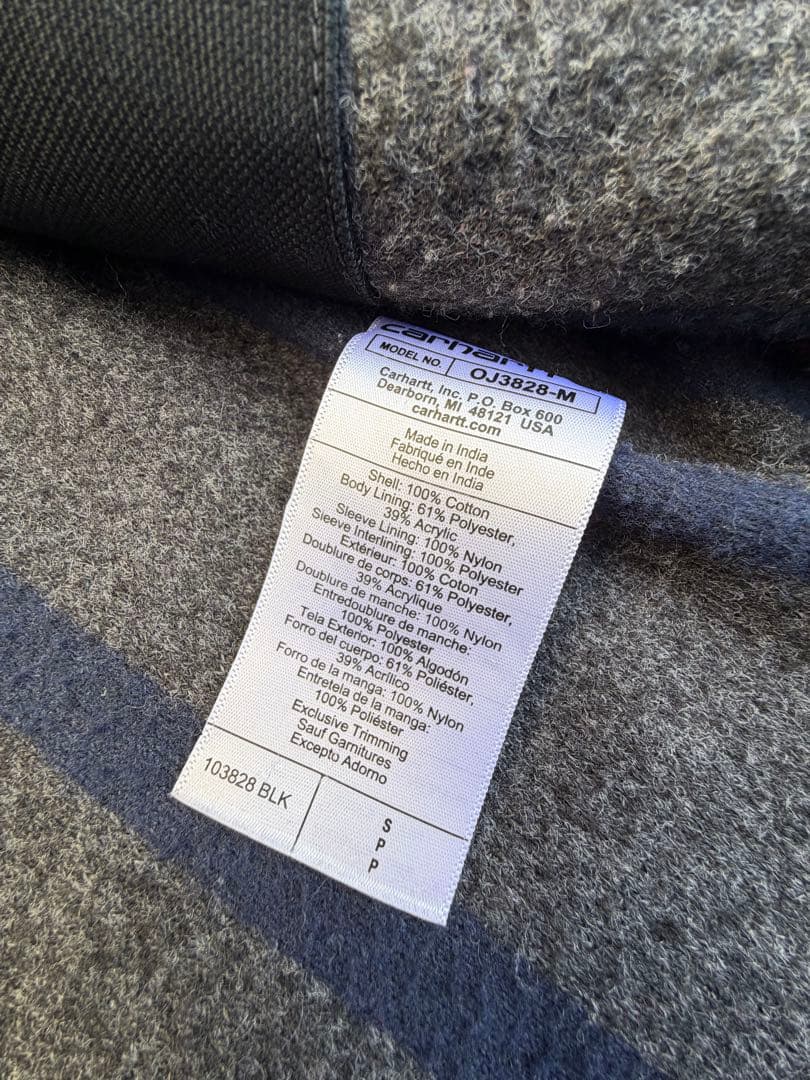 carhartt
MODEL NO. OJ3828-M
Carhartt, Inc. P.O. Box 600
Dearborn, MI 48121 USA
carhartt.com
Made in India
Fabriqué en Inde
Hecho en India
Shell: 100% Cotton
Body Lining: 61% Polyester,
39% Acrylic
Sleeve Lining: 100% Nylon
Sleeve Interlining: 100% Polyester
Extérieur: 100% Coton
Doublure de corps: 61% Polyester,
39% Acrylique
Doublure de manche: 100% Nylon
Entredoublure de manche:
100% Polyester
Tela Exterior: 100% Algodón
Forro del cuerpo: 61% Poliéster,
39% Acrílico
Forro de la manga: 100% Nylon
Entretela de la manga:
100% Poliéster
Exclusive Trimming
Sauf Garnitures
Excepto Adorno
103828 BLK
S
P
P